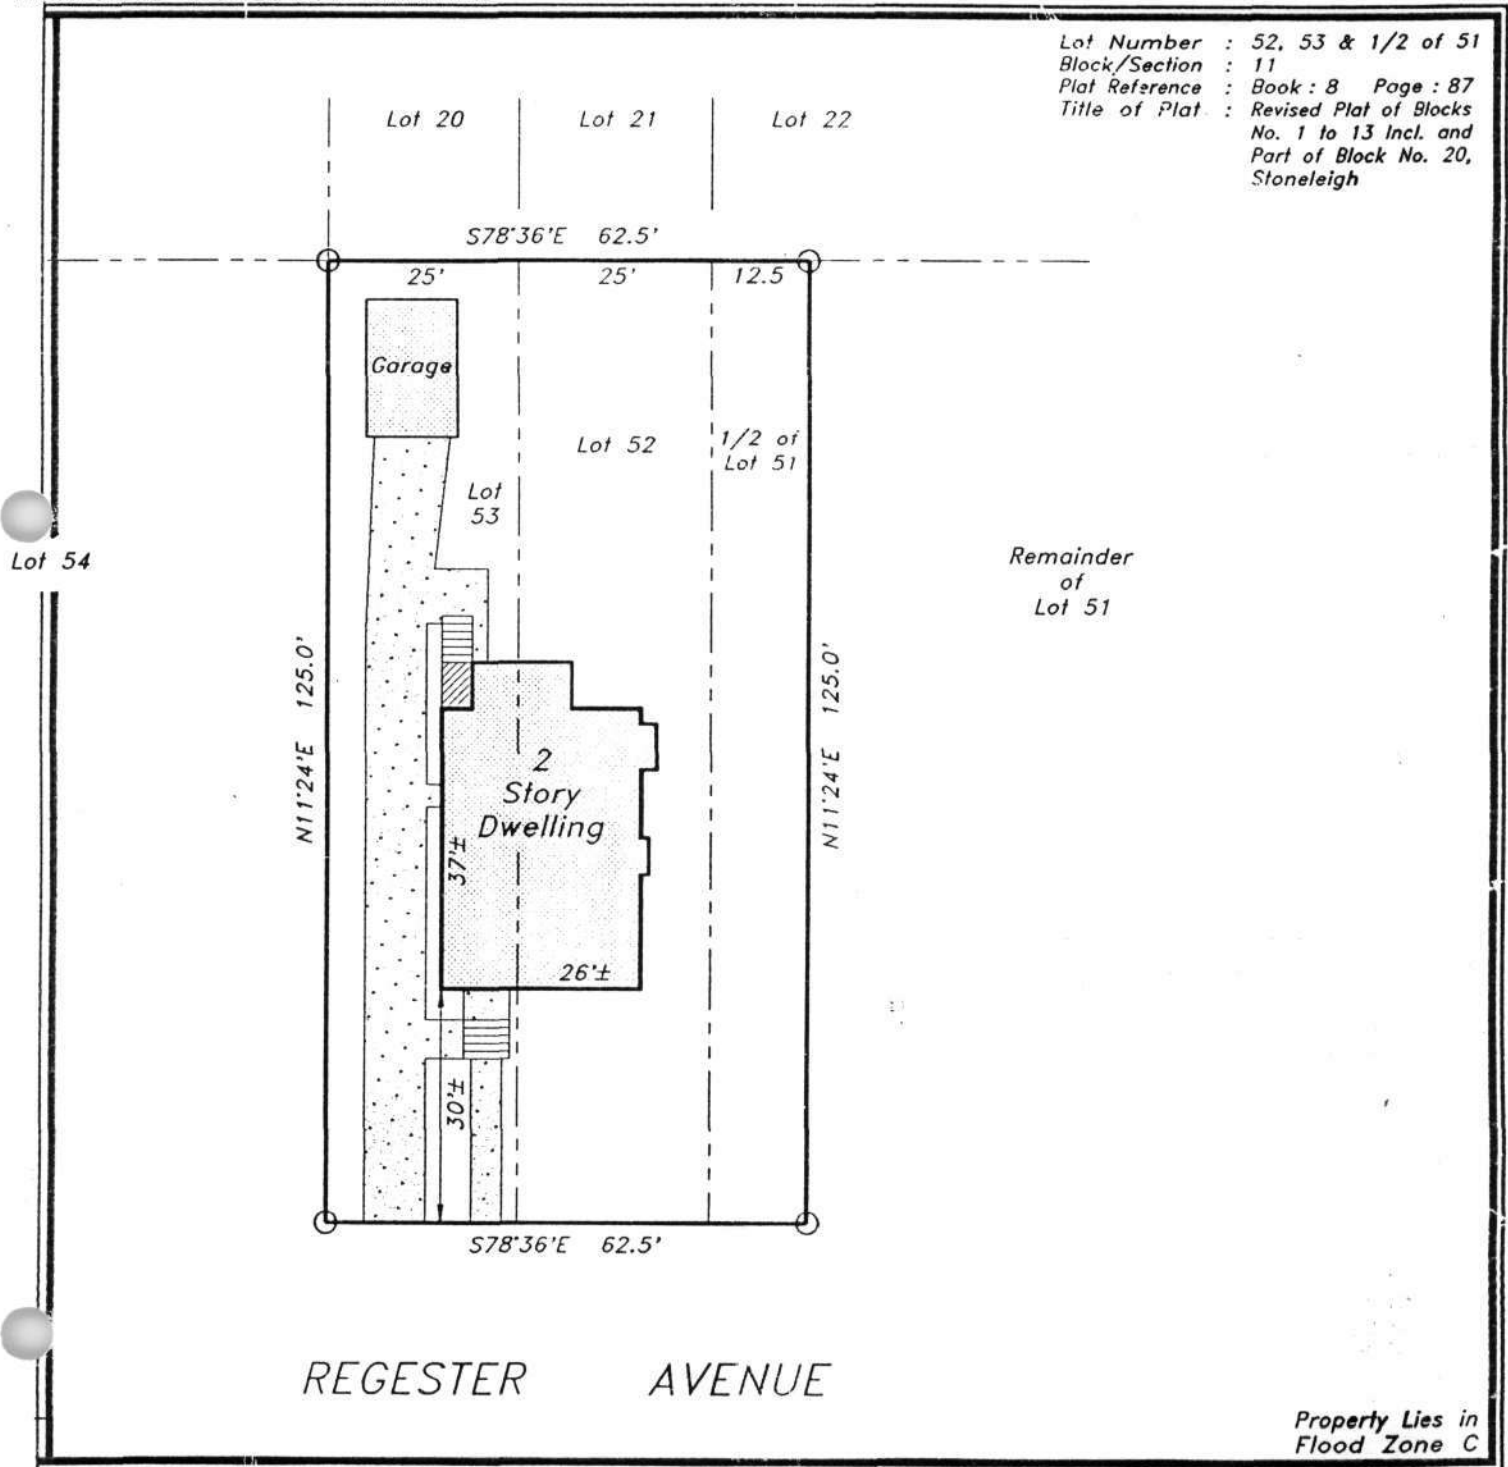 Lot Number : 52, 53 & 1/2 of 51
Block/Section : 11
Plat Reference : Book : 8 Page : 87
Title of Plat : Revised Plat of Blocks
No. 1 to 13 Incl. and
Part of Block No. 20,
Stoneleigh
Lot 20
Lot 21
Lot 22
S78°36'E 62.5'
25'
25'
12.5
Garage
Lot 52
1/2 of
Lot 51
Lot
53
Lot 54
Remainder
of
Lot 51
N11°24'E 125.0'
N11°24'E 125.0'
2
Story
Dwelling
37'±
26'±
30'±
S78°36'E 62.5'
REGESTER AVENUE
Property Lies in
Flood Zone C